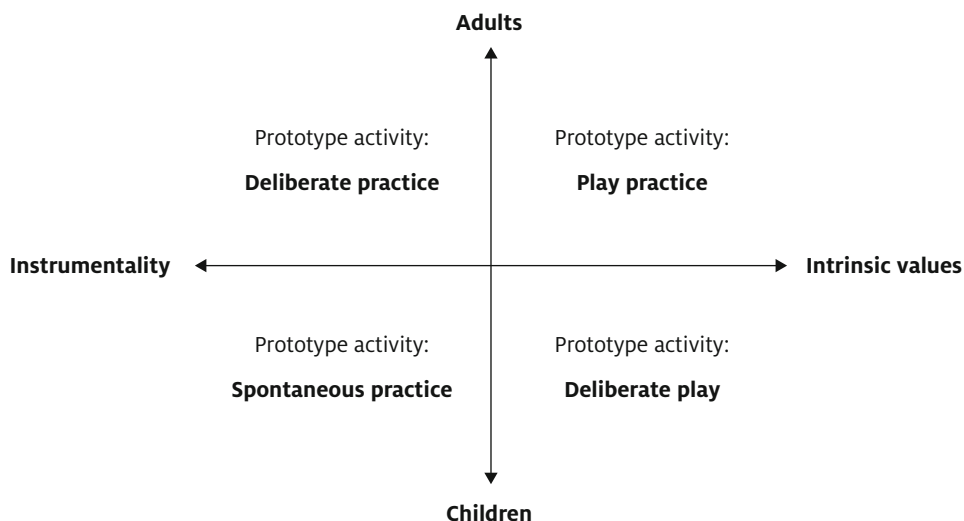 Adults
Prototype activity:
Deliberate practice
Prototype activity:
Play practice
Instrumentality
Intrinsic values
Prototype activity:
Spontaneous practice
Prototype activity:
Deliberate play
Children